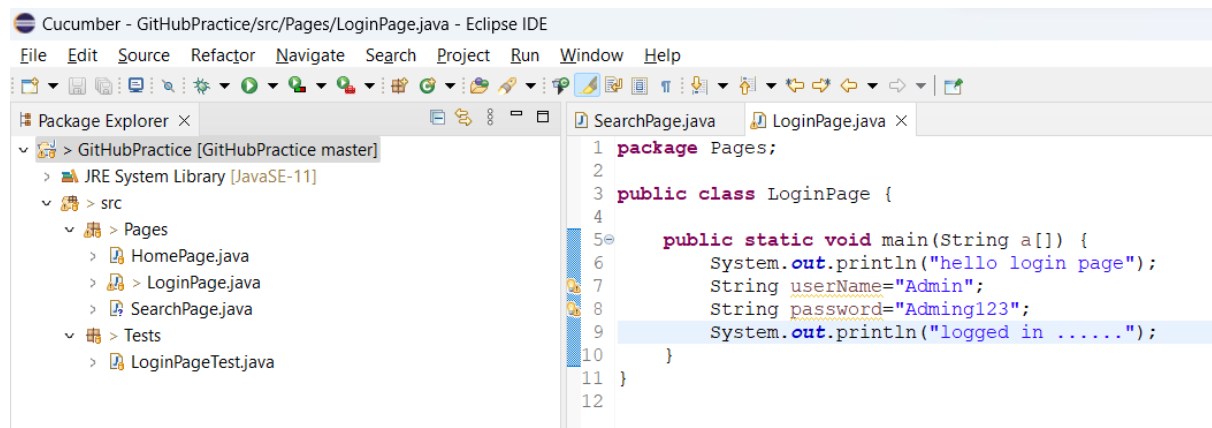 Cucumber - GitHubPractice/src/Pages/LoginPage.java - Eclipse IDE
File Edit Source Refactor Navigate Search Project Run Window Help
Package Explorer
> GitHubPractice [GitHubPractice master]
JRE System Library [JavaSE-11]
> src
> Pages
HomePage.java
> LoginPage.java
SearchPage.java
> Tests
LoginPageTest.java
SearchPage.java LoginPage.java
1 package Pages;
2
3 public class LoginPage {
4
5 public static void main(String a[]) {
6 System.out.println("hello login page");
7 String userName="Admin";
8 String password="Adming123";
9 System.out.println("logged in ......");
10 }
11 }
12